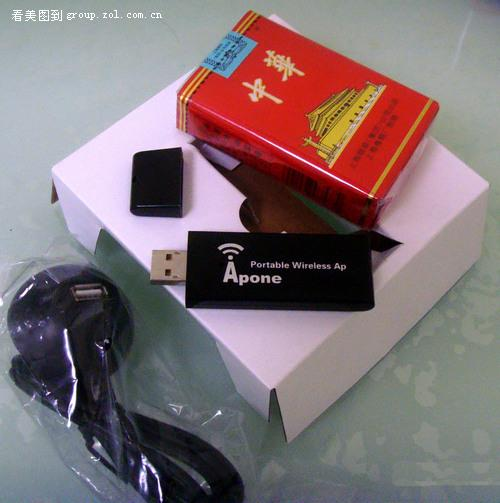 看美图到 group.zol.com.cn
中華
Portable Wireless Ap
Apone